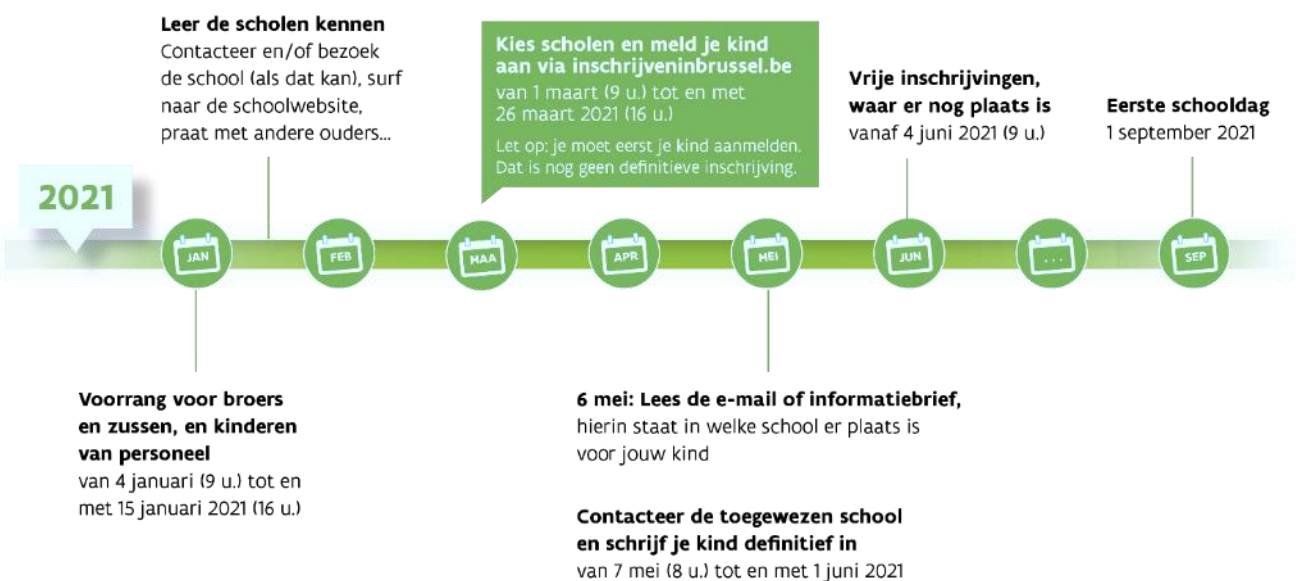 Leer de scholen kennen
Contacteer en/of bezoek
de school (als dat kan), surf
naar de schoolwebsite,
praat met andere ouders...
Kies scholen en meld je kind
aan via inschrijveninbrussel.be
van 1 maart (9 u.) tot en met
26 maart 2021 (16 u.)
Let op: je moet eerst je kind aanmelden.
Dat is nog geen definitieve inschrijving.
Vrije inschrijvingen,
waar er nog plaats is
vanaf 4 juni 2021 (9 u.)
Eerste schooldag
1 september 2021
2021
JAN
FEB
MAA
APR
MEI
JUN
...
SEP
Voorrang voor broers
en zussen, en kinderen
van personeel
van 4 januari (9 u.) tot en
met 15 januari 2021 (16 u.)
6 mei: Lees de e-mail of informatiebrief,
hierin staat in welke school er plaats is
voor jouw kind
Contacteer de toegewezen school
en schrijf je kind definitief in
van 7 mei (8 u.) tot en met 1 juni 2021